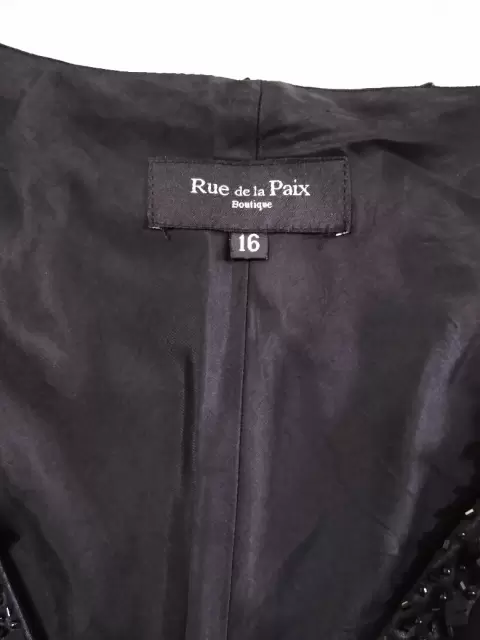 Rue de la Paix
Boutique
16